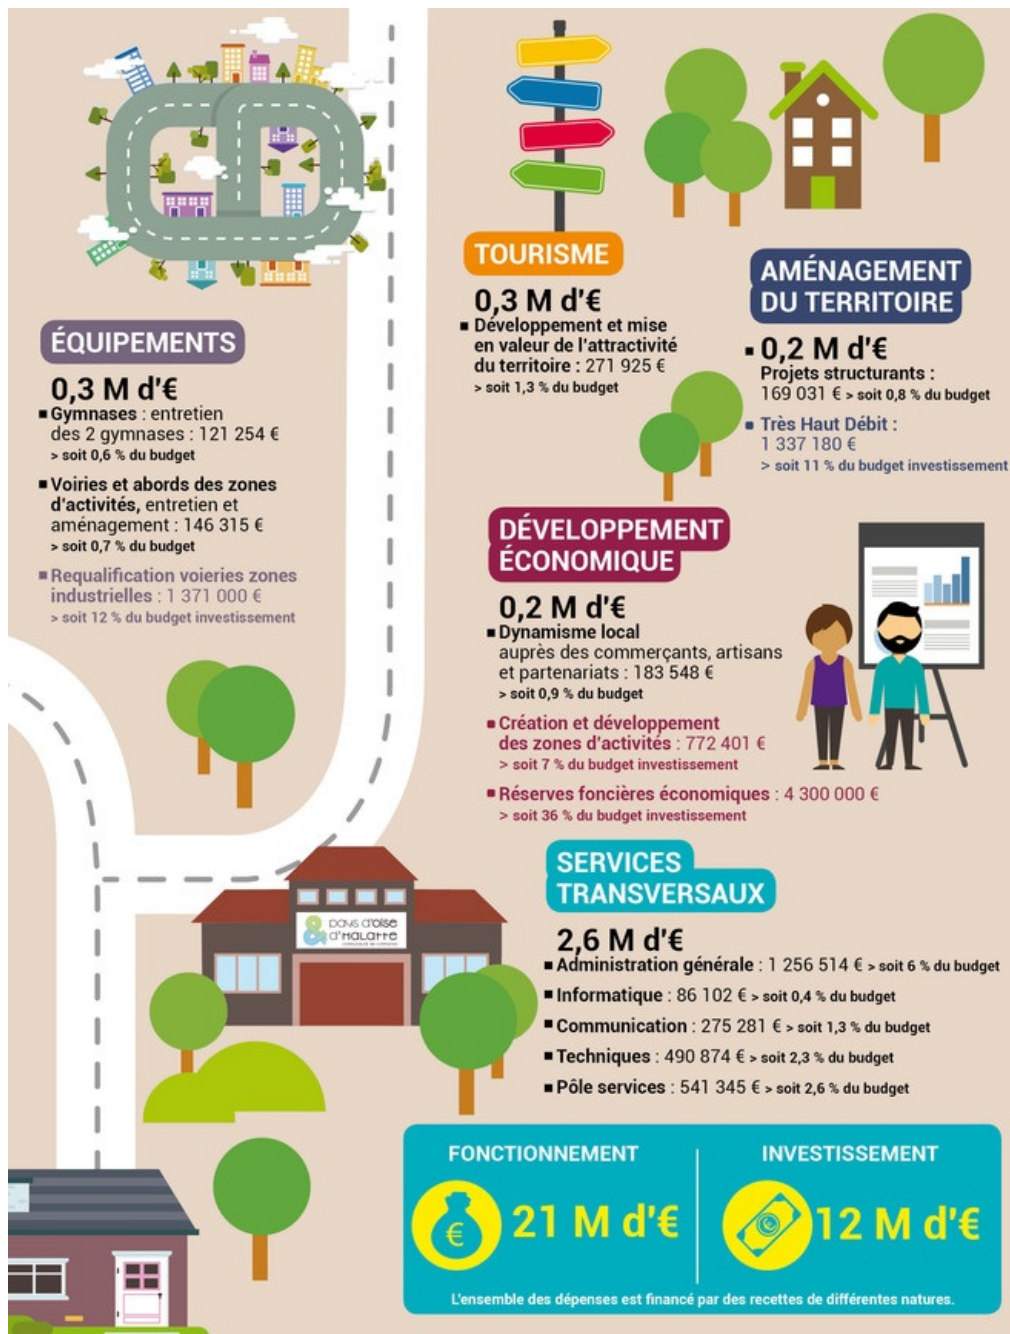 TOURISME
0,3 M d'€
▪ Développement et mise
en valeur de l'attractivité
du territoire : 271 925 €
> soit 1,3 % du budget
AMÉNAGEMENT
DU TERRITOIRE
▪ 0,2 M d'€
Projets structurants :
169 031 € > soit 0,8 % du budget
▪ Très Haut Débit :
1 337 180 €
> soit 11 % du budget investissement
ÉQUIPEMENTS
0,3 M d'€
▪ Gymnases : entretien
des 2 gymnases : 121 254 €
> soit 0,6 % du budget
▪ Voiries et abords des zones
d'activités, entretien et
aménagement : 146 315 €
> soit 0,7 % du budget
▪ Requalification voieries zones
industrielles : 1 371 000 €
> soit 12 % du budget investissement
DÉVELOPPEMENT
ÉCONOMIQUE
0,2 M d'€
▪ Dynamisme local
auprès des commerçants, artisans
et partenariats : 183 548 €
> soit 0,9 % du budget
▪ Création et développement
des zones d'activités : 772 401 €
> soit 7 % du budget investissement
▪ Réserves foncières économiques : 4 300 000 €
> soit 36 % du budget investissement
& pays d'oise
d'Halatte
SERVICES
TRANSVERSAUX
2,6 M d'€
▪ Administration générale : 1 256 514 € > soit 6 % du budget
▪ Informatique : 86 102 € > soit 0,4 % du budget
▪ Communication : 275 281 € > soit 1,3 % du budget
▪ Techniques : 490 874 € > soit 2,3 % du budget
▪ Pôle services : 541 345 € > soit 2,6 % du budget
FONCTIONNEMENT
€ 21 M d'€
INVESTISSEMENT
€ 12 M d'€
L'ensemble des dépenses est financé par des recettes de différentes natures.